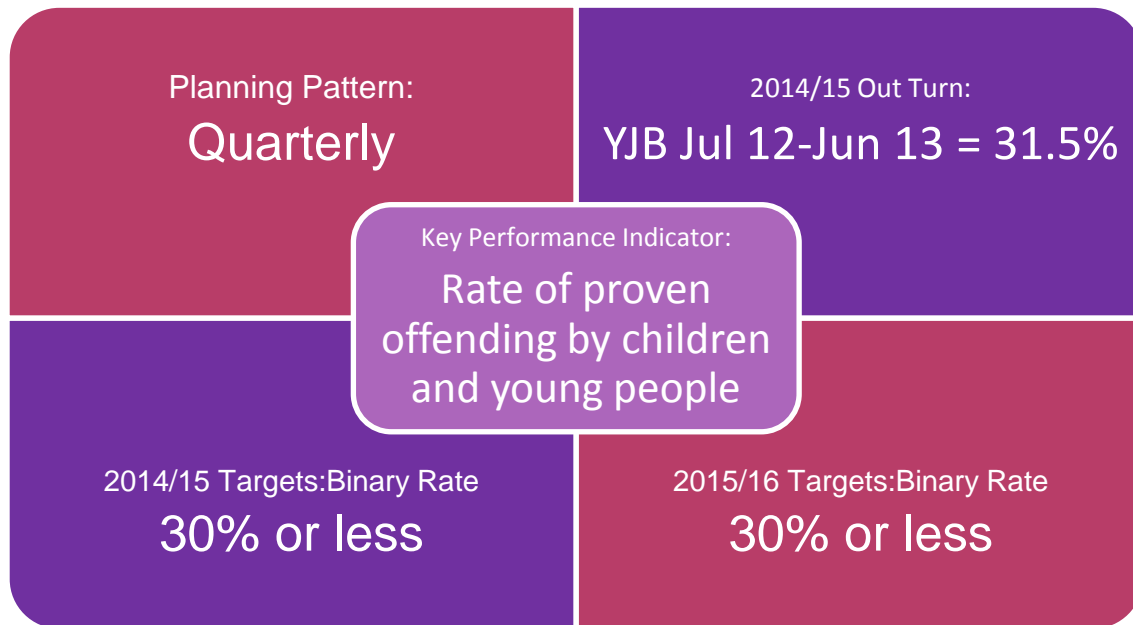 Planning Pattern:
Quarterly
2014/15 Out Turn:
YJB Jul 12-Jun 13 = 31.5%
Key Performance Indicator:
Rate of proven
offending by children
and young people
2014/15 Targets:Binary Rate
30% or less
2015/16 Targets:Binary Rate
30% or less